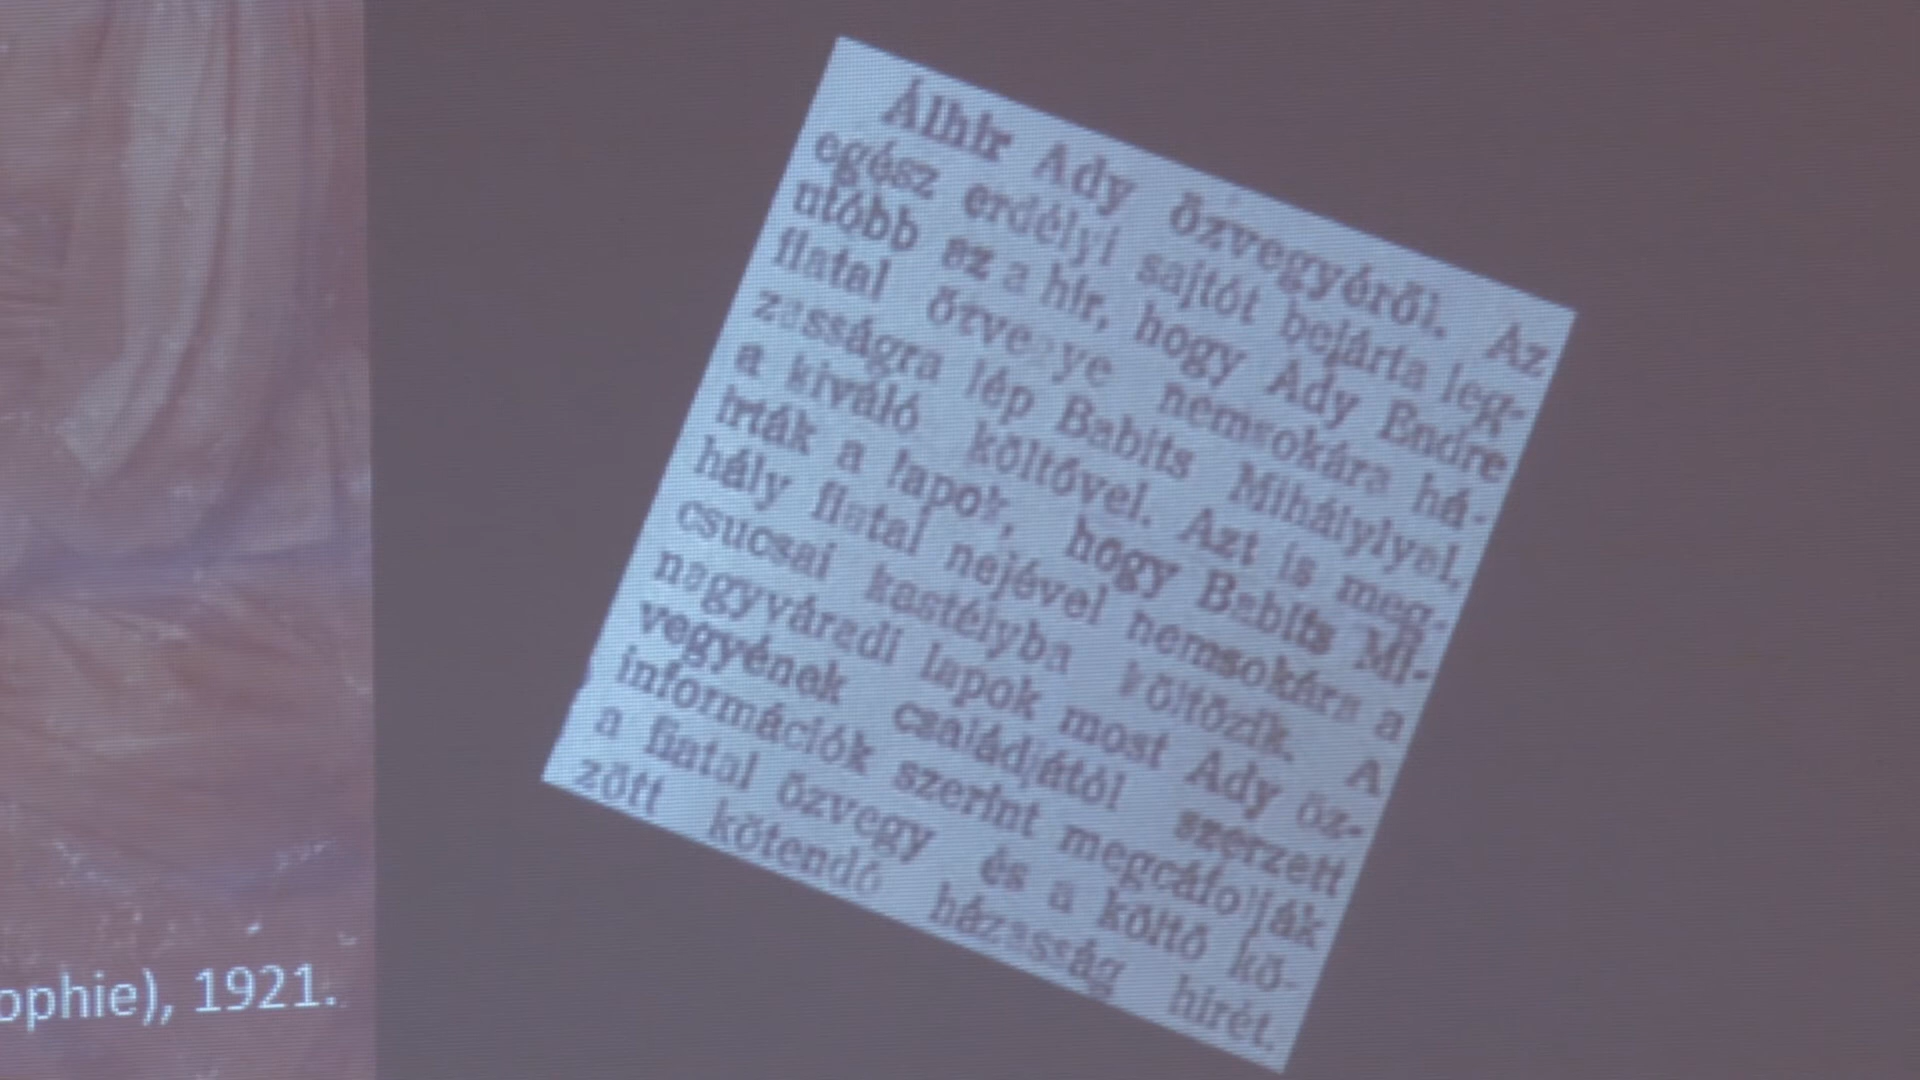 Álhír Ady özvegyéről. Az
egész erdélyi sajtót bejárta leg-
utóbb az a hír, hogy Ady Endre
fiatal özvegye nemsokára há-
zasságra lép Babits Mihálylyal,
a kiváló költővel. Azt is meg-
irták a lapok, hogy Babits Mi-
hály fiatal nejével nemsokára a
csucsai kastélyba költözik. A
nagyváradi lapok most Ady öz-
vegyének családjától szerzett
információk szerint megcáfolják
a fiatal özvegy és a költő kö-
zött kötendő házasság hirét.
ophie), 1921.